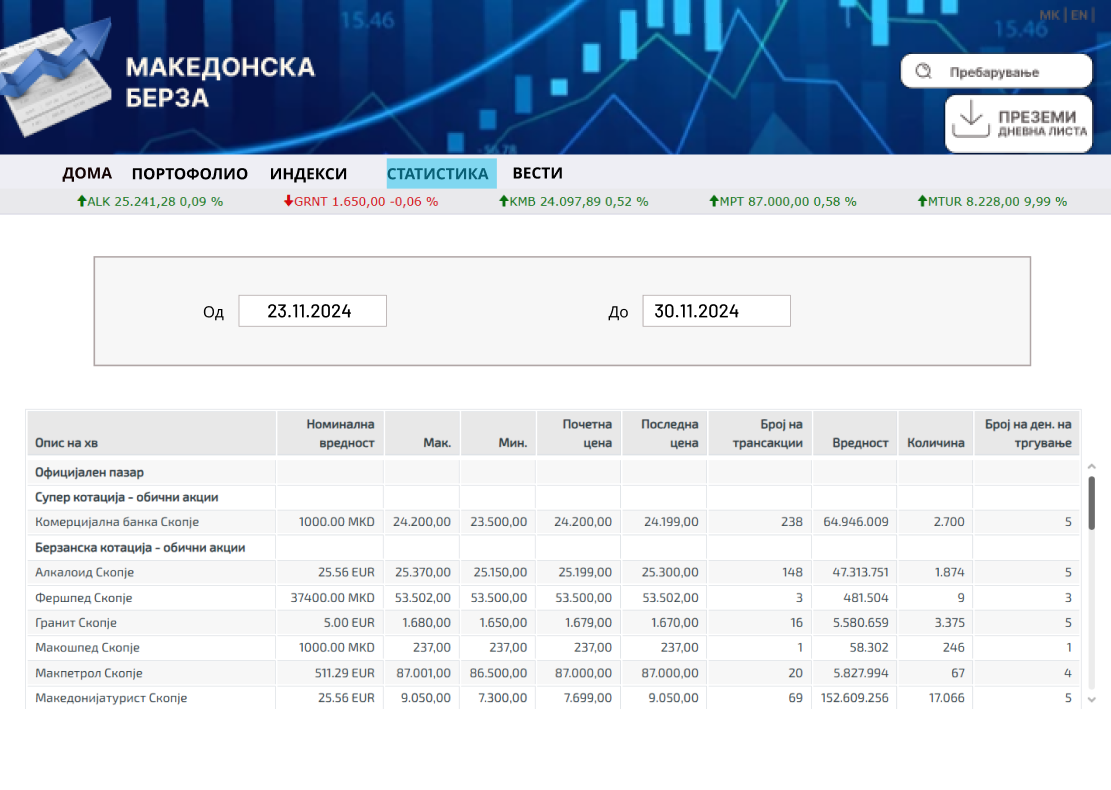 15.46
MK | EN |
15.46
МАКЕДОНСКА
БЕРЗА
Пребарување
ПРЕЗЕМИ
ДНЕВНА ЛИСТА
-56.78
ДОМА ПОРТОФОЛИО ИНДЕКСИ СТАТИСТИКА ВЕСТИ
ALK 25.241,28 0,09 % GRNT 1.650,00 -0,06 % KMB 24.097,89 0,52 % MPT 87.000,00 0,58 % MTUR 8.228,00 9,99 %
Од 23.11.2024 До 30.11.2024
Опис на хв Номинална вредност Мак. Мин. Почетна цена Последна цена Број на трансакции Вредност Количина Број на ден. на тргување
Официјален пазар
Супер котација - обични акции
Комерцијална банка Скопје 1000.00 MKD 24.200,00 23.500,00 24.200,00 24.199,00 238 64.946.009 2.700 5
Берзанска котација - обични акции
Алкалоид Скопје 25.56 EUR 25.370,00 25.150,00 25.199,00 25.300,00 148 47.313.751 1.874 5
Фершпед Скопје 37400.00 MKD 53.502,00 53.500,00 53.500,00 53.502,00 3 481.504 9 3
Гранит Скопје 5.00 EUR 1.680,00 1.650,00 1.679,00 1.670,00 16 5.580.659 3.375 5
Макошпед Скопје 1000.00 MKD 237,00 237,00 237,00 237,00 1 58.302 246 1
Макпетрол Скопје 511.29 EUR 87.001,00 86.500,00 87.000,00 87.000,00 20 5.827.994 67 4
Македонијатурист Скопје 25.56 EUR 9.050,00 7.300,00 7.699,00 9.050,00 69 152.609.256 17.066 5